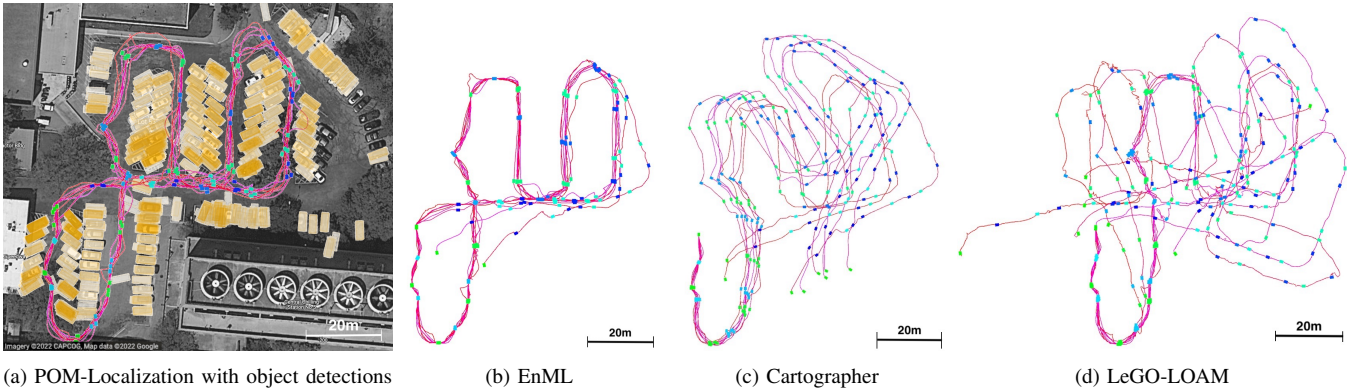 20m
Imagery ©2022 CAPCOG, Map data ©2022 Google
20m
20m
20m
(a) POM-Localization with object detections
(b) EnML
(c) Cartographer
(d) LeGO-LOAM